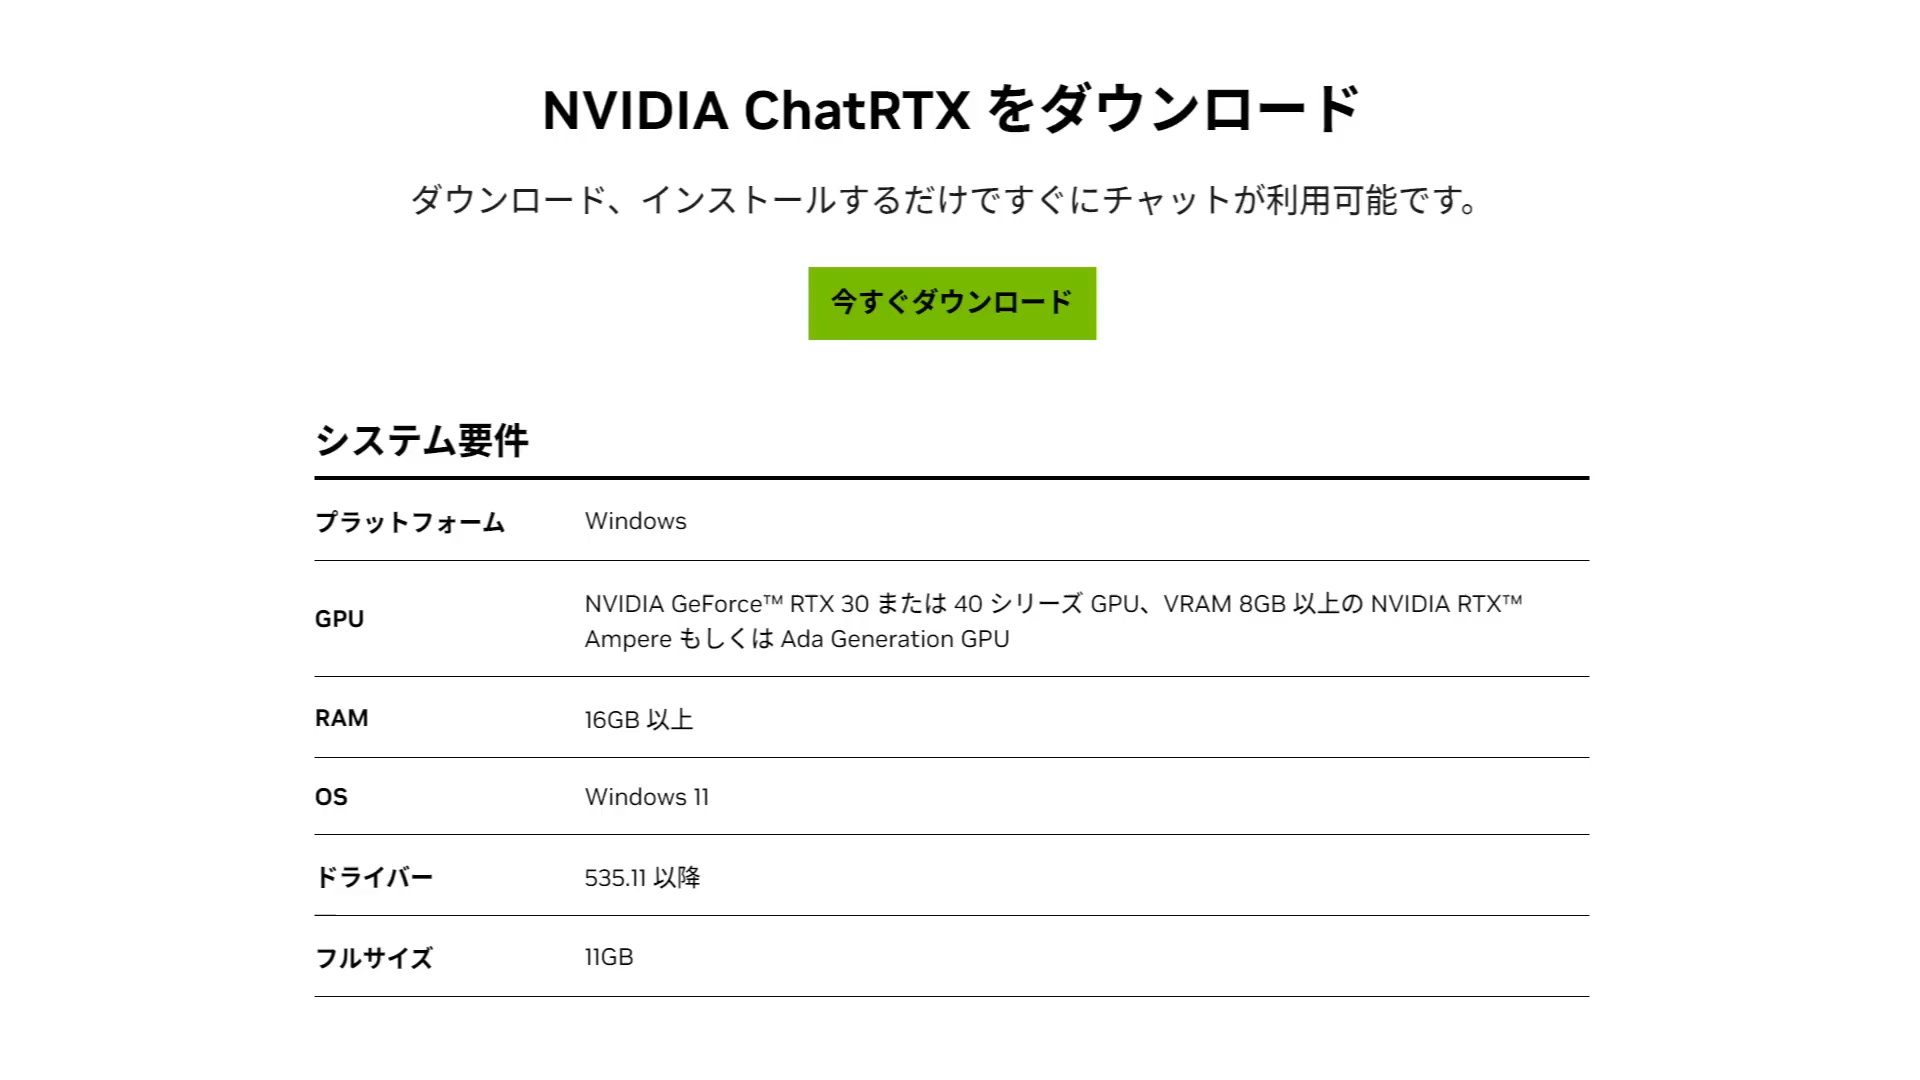 NVIDIA ChatRTX をダウンロード
ダウンロード、インストールするだけですぐにチャットが利用可能です。
今すぐダウンロード
システム要件
プラットフォーム Windows
GPU NVIDIA GeForce™ RTX 30 または 40 シリーズ GPU、VRAM 8GB 以上の NVIDIA RTX™
Ampere もしくは Ada Generation GPU
RAM 16GB 以上
OS Windows 11
ドライバー 535.11 以降
フルサイズ 11GB